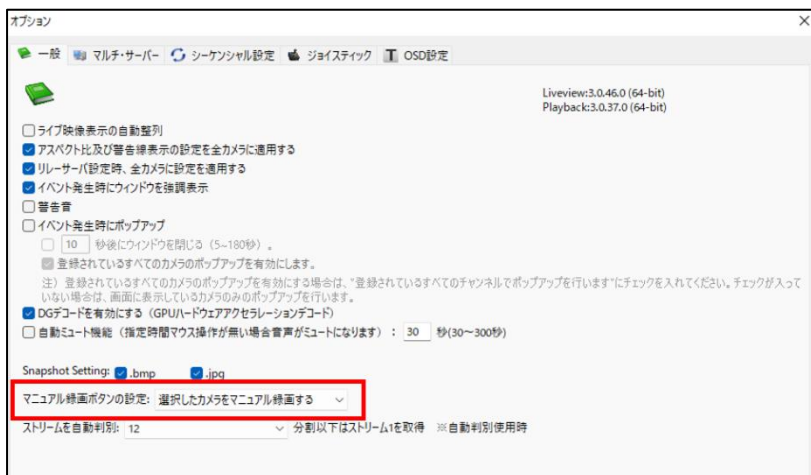 オプション
一般 マルチ・サーバー シーケンシャル設定 ジョイスティック OSD設定
Liveview:3.0.46.0 (64-bit)
Playback:3.0.37.0 (64-bit)
ライブ映像表示の自動整列
アスペクト比及び警告線表示の設定を全カメラに適用する
リレーサーバ設定時、全カメラに設定を適用する
イベント発生時にウィンドウを強調表示
警告音
イベント発生時にポップアップ
10 秒後にウィンドウを閉じる（5~180秒）。
登録されているすべてのカメラのポップアップを有効にします。
注）登録されているすべてのカメラのポップアップを有効にする場合は、"登録されているすべてのチャンネルでポップアップを行います"にチェックを入れてください。チェックが入って
いない場合は、画面に表示しているカメラのみのポップアップを行います。
DGデコードを有効にする（GPUハードウェアアクセラレーションデコード）
自動ミュート機能（指定時間マウス操作が無い場合音声がミュートになります）: 30 秒(30～300秒)
Snapshot Setting: .bmp .jpg
マニュアル録画ボタンの設定: 選択したカメラをマニュアル録画する
ストリームを自動判別: 12 分割以下はストリーム1を取得 ※自動判別使用時